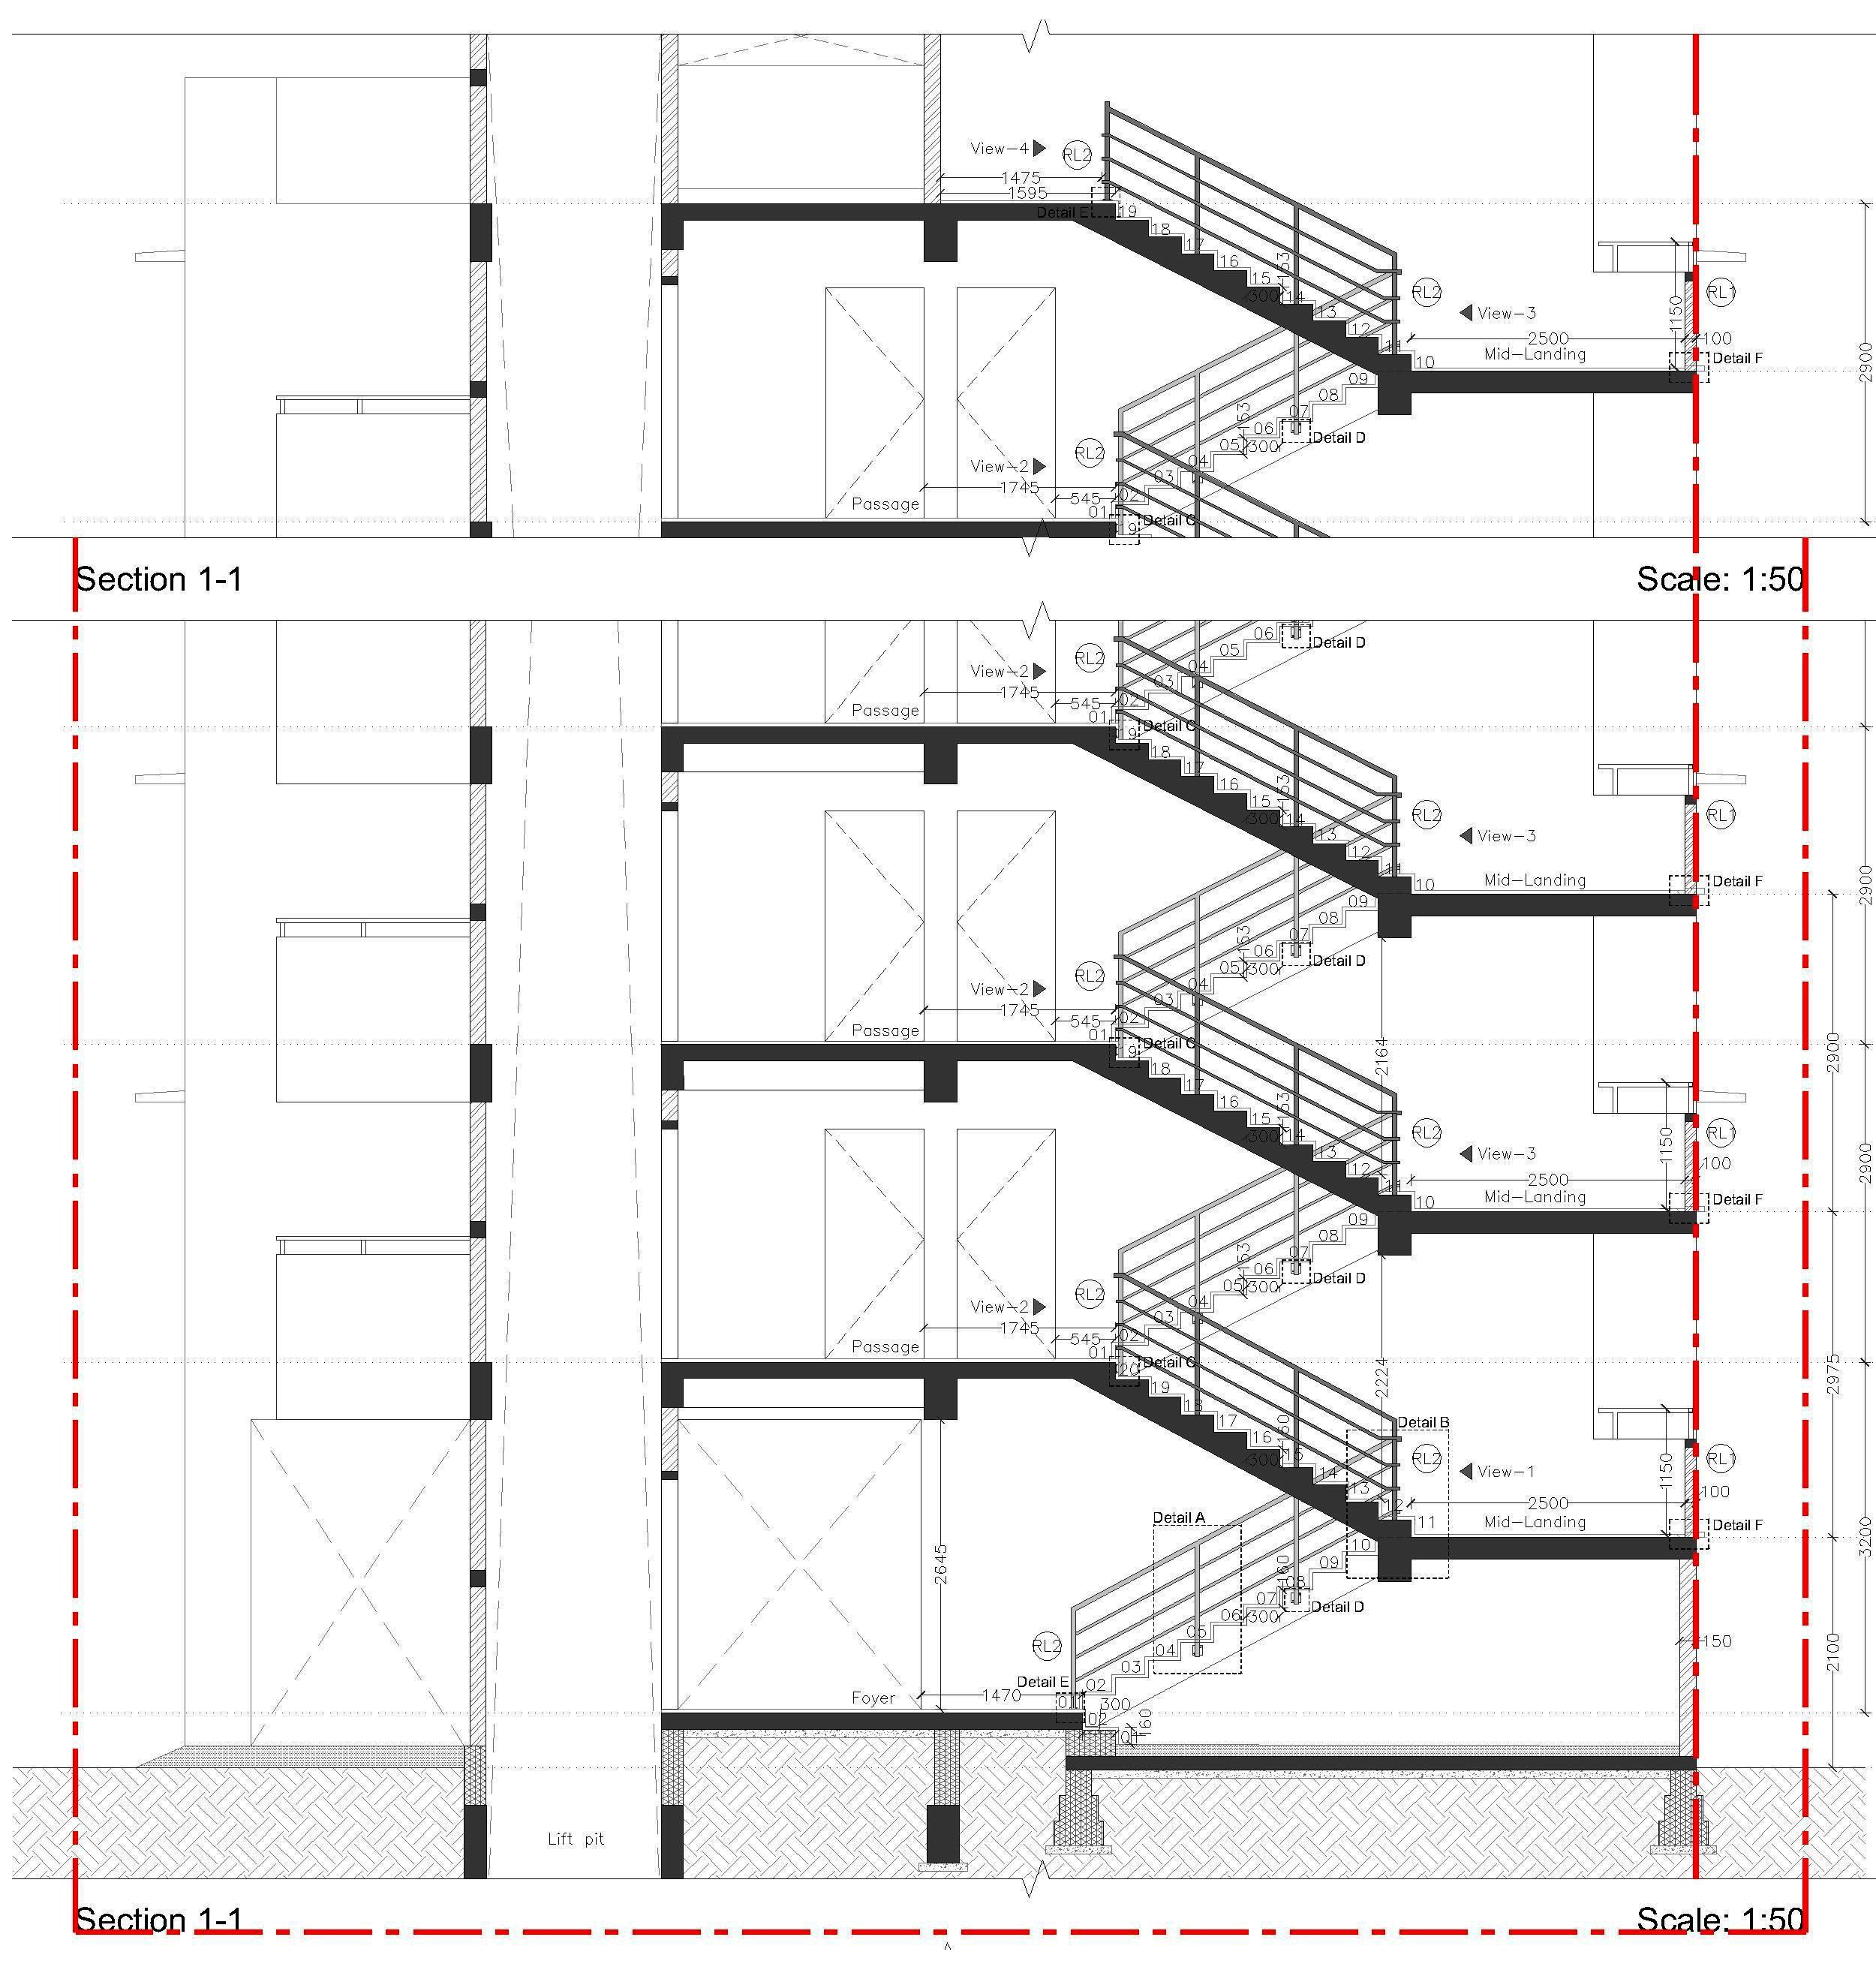 View-4
RL2
1475
1595
Detail E
19
18
17
16
15
153
300
14
13
12
11
10
RL2
View-3
2500
Mid-Landing
1150
RL1
100
Detail F
2900
09
08
07
06
153
300
05
04
03
02
01
Detail D
RL2
View-2
1745
545
Passage
19
Detail C
Section 1-1
Scale: 1:50
06
05
04
03
02
01
Detail D
RL2
View-2
1745
545
Passage
19
Detail C
18
17
16
15
153
300
14
13
12
11
10
RL2
View-3
Mid-Landing
RL1
Detail F
2900
09
08
07
06
153
300
05
04
03
02
01
Detail D
RL2
View-2
1745
545
Passage
19
Detail C
18
17
16
15
153
300
14
13
12
11
10
2164
2900
RL2
View-3
2500
Mid-Landing
1150
RL1
100
Detail F
2900
09
08
07
06
153
300
05
04
03
02
01
Detail D
RL2
View-2
1745
545
Passage
20
Detail C
19
18
17
16
160
300
15
14
13
12
11
2224
2975
Detail B
RL2
View-1
2500
Mid-Landing
1150
RL1
100
Detail F
3200
Detail A
10
09
08
160
07
300
06
05
04
03
02
01
Detail D
2645
RL2
Detail E
Foyer
1470
300
02
01
160
150
2100
Lift pit
Section 1-1
Scale: 1:50